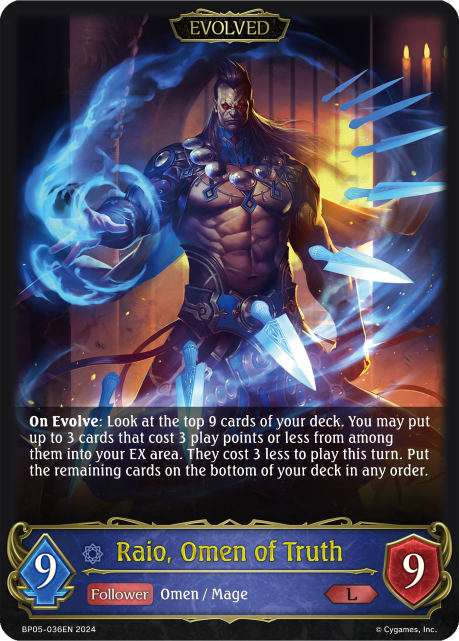 EVOLVED
On Evolve: Look at the top 9 cards of your deck. You may put
up to 3 cards that cost 3 play points or less from among
them into your EX area. They cost 3 less to play this turn. Put
the remaining cards on the bottom of your deck in any order.
Raio, Omen of Truth
9
9
Follower Omen / Mage
L
BP05-036EN 2024
© Cygames, Inc.